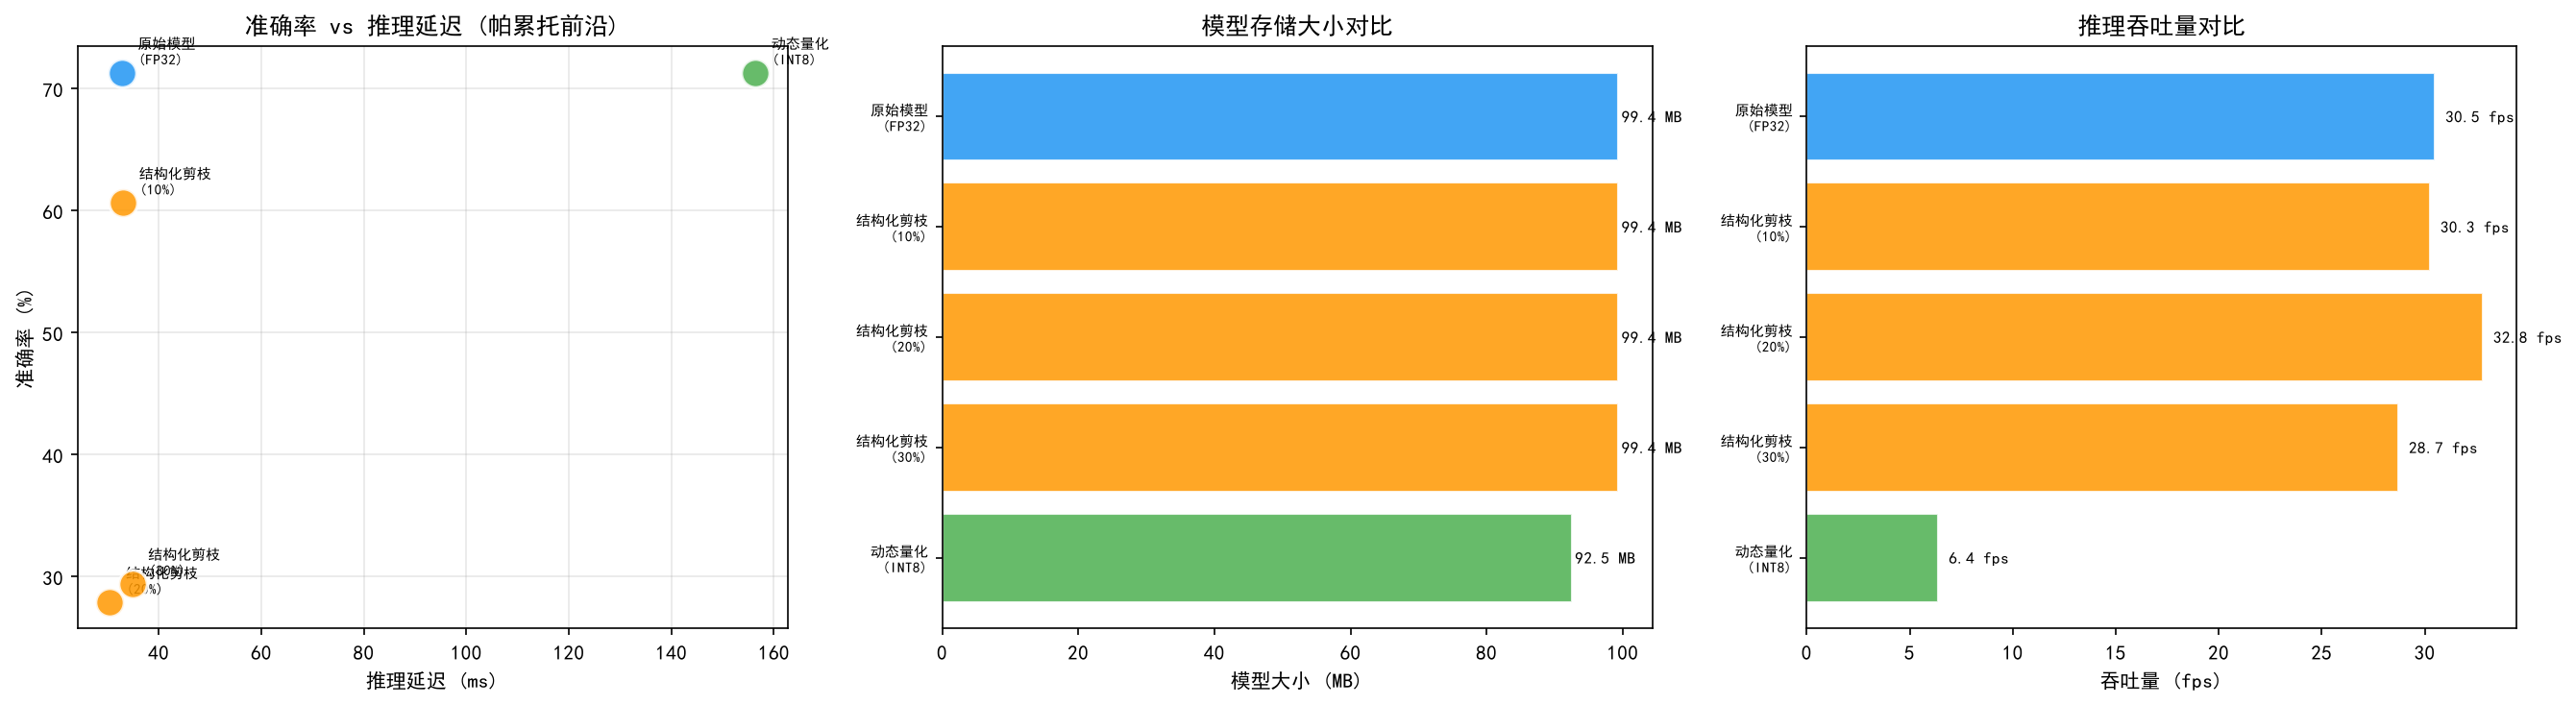 准确率 vs 推理延迟 (帕累托前沿)
原始模型
(FP32)
动态量化
(INT8)
结构化剪枝
(10%)
结构化剪枝
(30%)
结构化剪枝
(20%)
准确率 (%)
70
60
50
40
30
40 60 80 100 120 140 160
推理延迟 (ms)
模型存储大小对比
原始模型
(FP32)
99.4 MB
结构化剪枝
(10%)
99.4 MB
结构化剪枝
(20%)
99.4 MB
结构化剪枝
(30%)
99.4 MB
动态量化
(INT8)
92.5 MB
0 20 40 60 80 100
模型大小 (MB)
推理吞吐量对比
原始模型
(FP32)
30.5 fps
结构化剪枝
(10%)
30.3 fps
结构化剪枝
(20%)
32.8 fps
结构化剪枝
(30%)
28.7 fps
动态量化
(INT8)
6.4 fps
0 5 10 15 20 25 30
吞吐量 (fps)